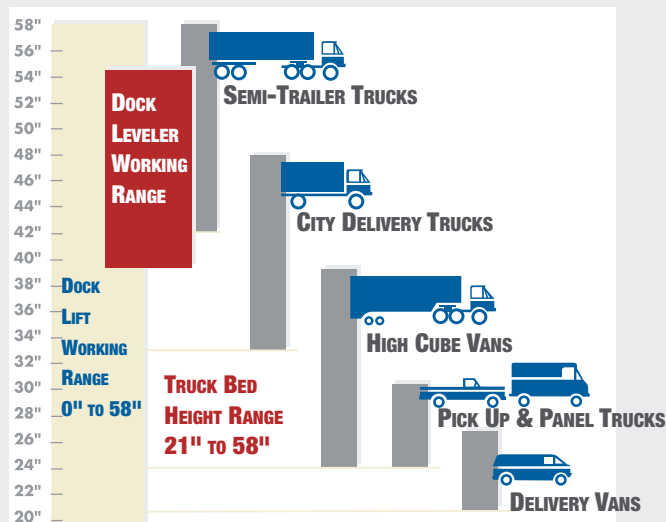 58"
56"
54"
52"
50"
48"
46"
44"
42"
40"
38"
36"
34"
32"
30"
28"
26"
24"
22"
20"
DOCK
LEVELER
WORKING
RANGE
DOCK
LIFT
WORKING
RANGE
0" TO 58"
TRUCK BED
HEIGHT RANGE
21" TO 58"
SEMI-TRAILER TRUCKS
CITY DELIVERY TRUCKS
HIGH CUBE VANS
PICK UP & PANEL TRUCKS
DELIVERY VANS